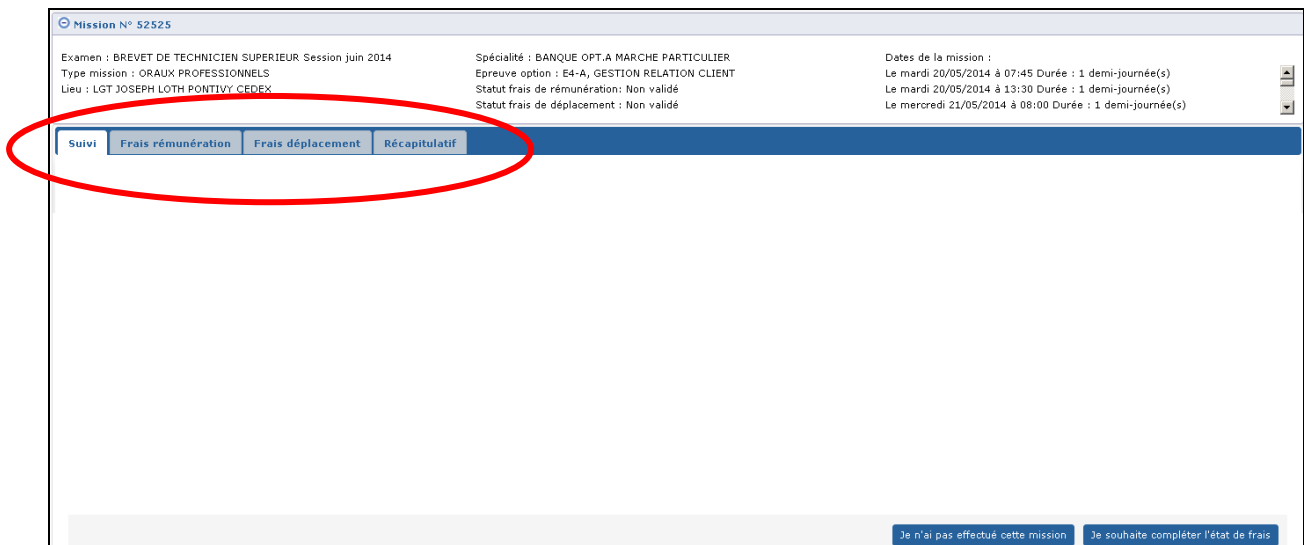 Mission N° 52525
Examen : BREVET DE TECHNICIEN SUPERIEUR Session juin 2014
Type mission : ORAUX PROFESSIONNELS
Lieu : LGT JOSEPH LOTH PONTIVY CEDEX
Spécialité : BANQUE OPT.A MARCHE PARTICULIER
Epreuve option : E4-A, GESTION RELATION CLIENT
Statut frais de rémunération: Non validé
Statut frais de déplacement : Non validé
Dates de la mission :
Le mardi 20/05/2014 à 07:45 Durée : 1 demi-journée(s)
Le mardi 20/05/2014 à 13:30 Durée : 1 demi-journée(s)
Le mercredi 21/05/2014 à 08:00 Durée : 1 demi-journée(s)
Suivi Frais rémunération Frais déplacement Récapitulatif
Je n'ai pas effectué cette mission Je souhaite compléter l'état de frais